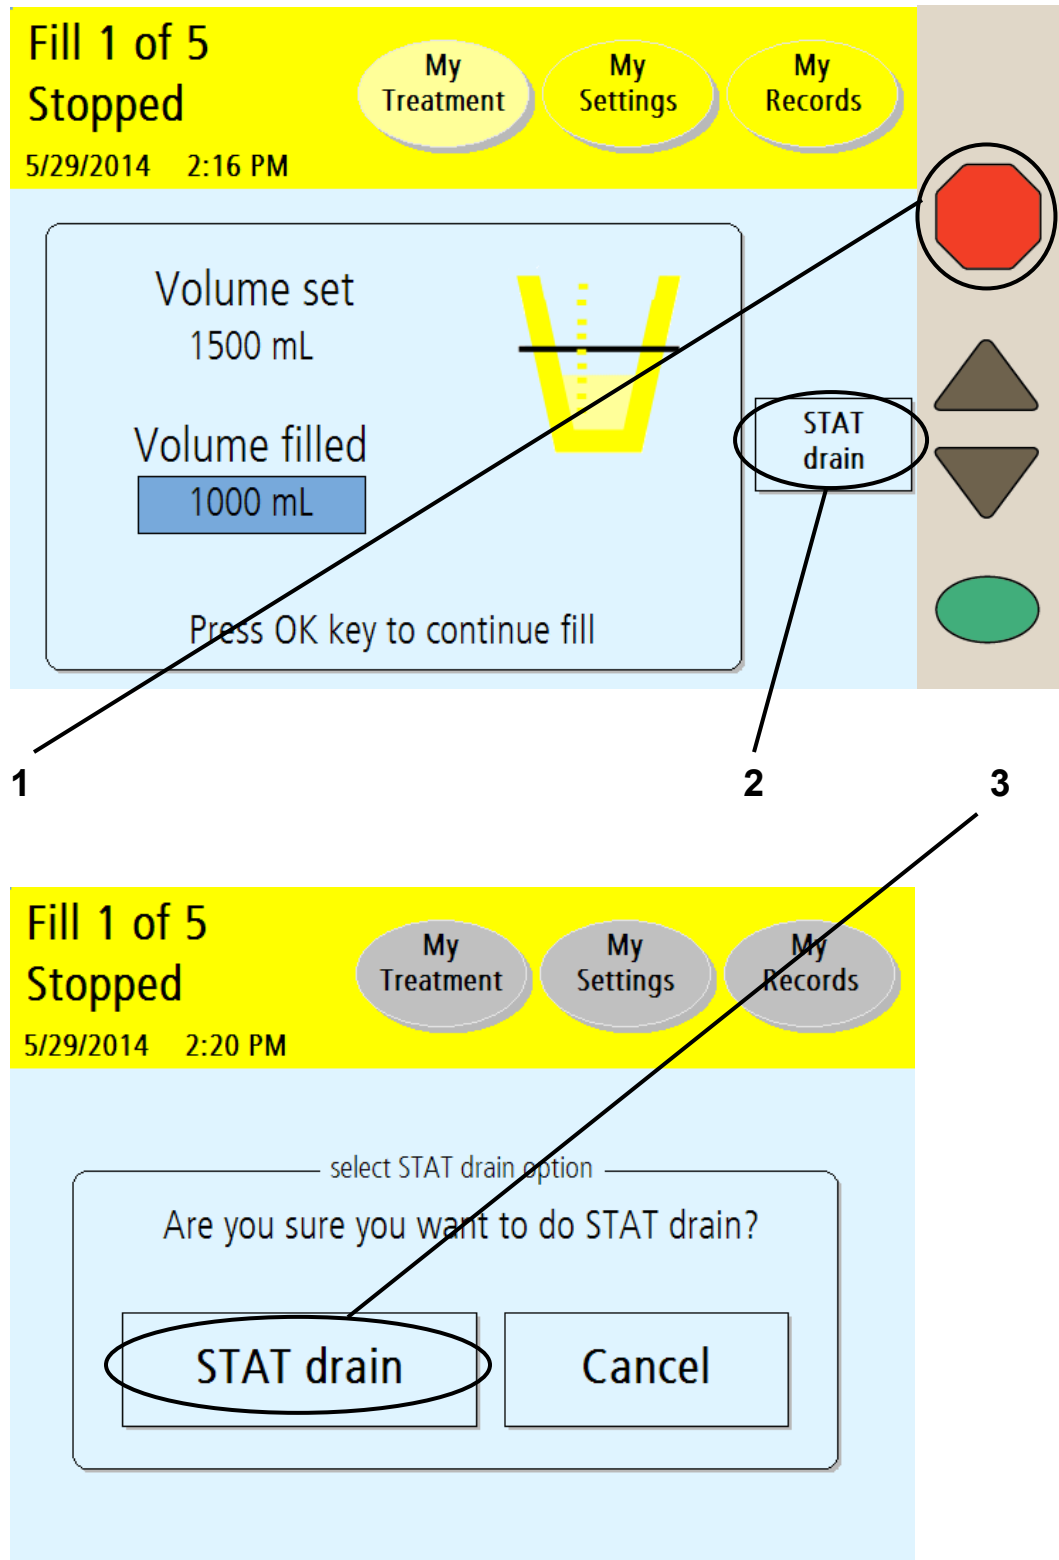 Fill 1 of 5
Stopped
5/29/2014 2:16 PM
My
Treatment
My
Settings
My
Records
Volume set
1500 mL
Volume filled
1000 mL
STAT
drain
Press OK key to continue fill
1
2
3
Fill 1 of 5
Stopped
5/29/2014 2:20 PM
My
Treatment
My
Settings
My
Records
select STAT drain option
Are you sure you want to do STAT drain?
STAT drain
Cancel